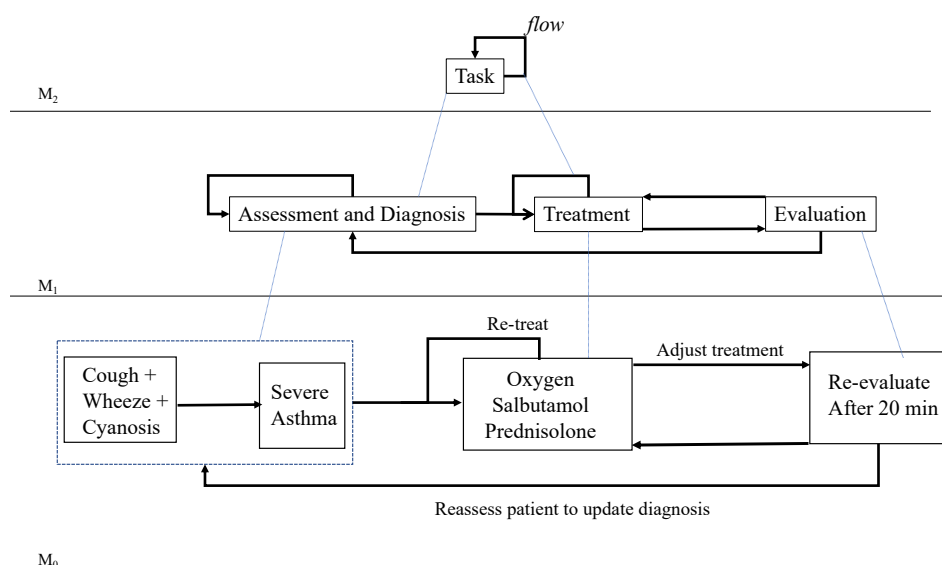 flow
Task
M₂
Assessment and Diagnosis
Treatment
Evaluation
M₁
Re-treat
Adjust treatment
Cough +
Wheeze +
Cyanosis
Severe
Asthma
Oxygen
Salbutamol
Prednisolone
Re-evaluate
After 20 min
Reassess patient to update diagnosis
M₀